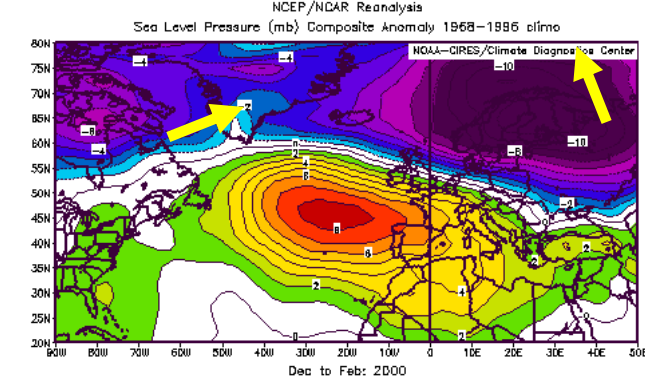 NCEP/NCAR Reanalysis
Sea Level Pressure (mb) Composite Anomaly 1968-1996 climo
NOAA-CIRES/Climate Diagnostics Center
80N
75N
70N
65N
60N
55N
50N
45N
40N
35N
30N
25N
20N
-4
-4
-10
-2
-8
-4
-10
-8
0
2
4
6
-2
0
8
6
2
2
2
4
0
2
0
90W 80W 70W 60W 50W 40W 30W 20W 10W 0 10E 20E 30E 40E 50E
Dec to Feb: 2000